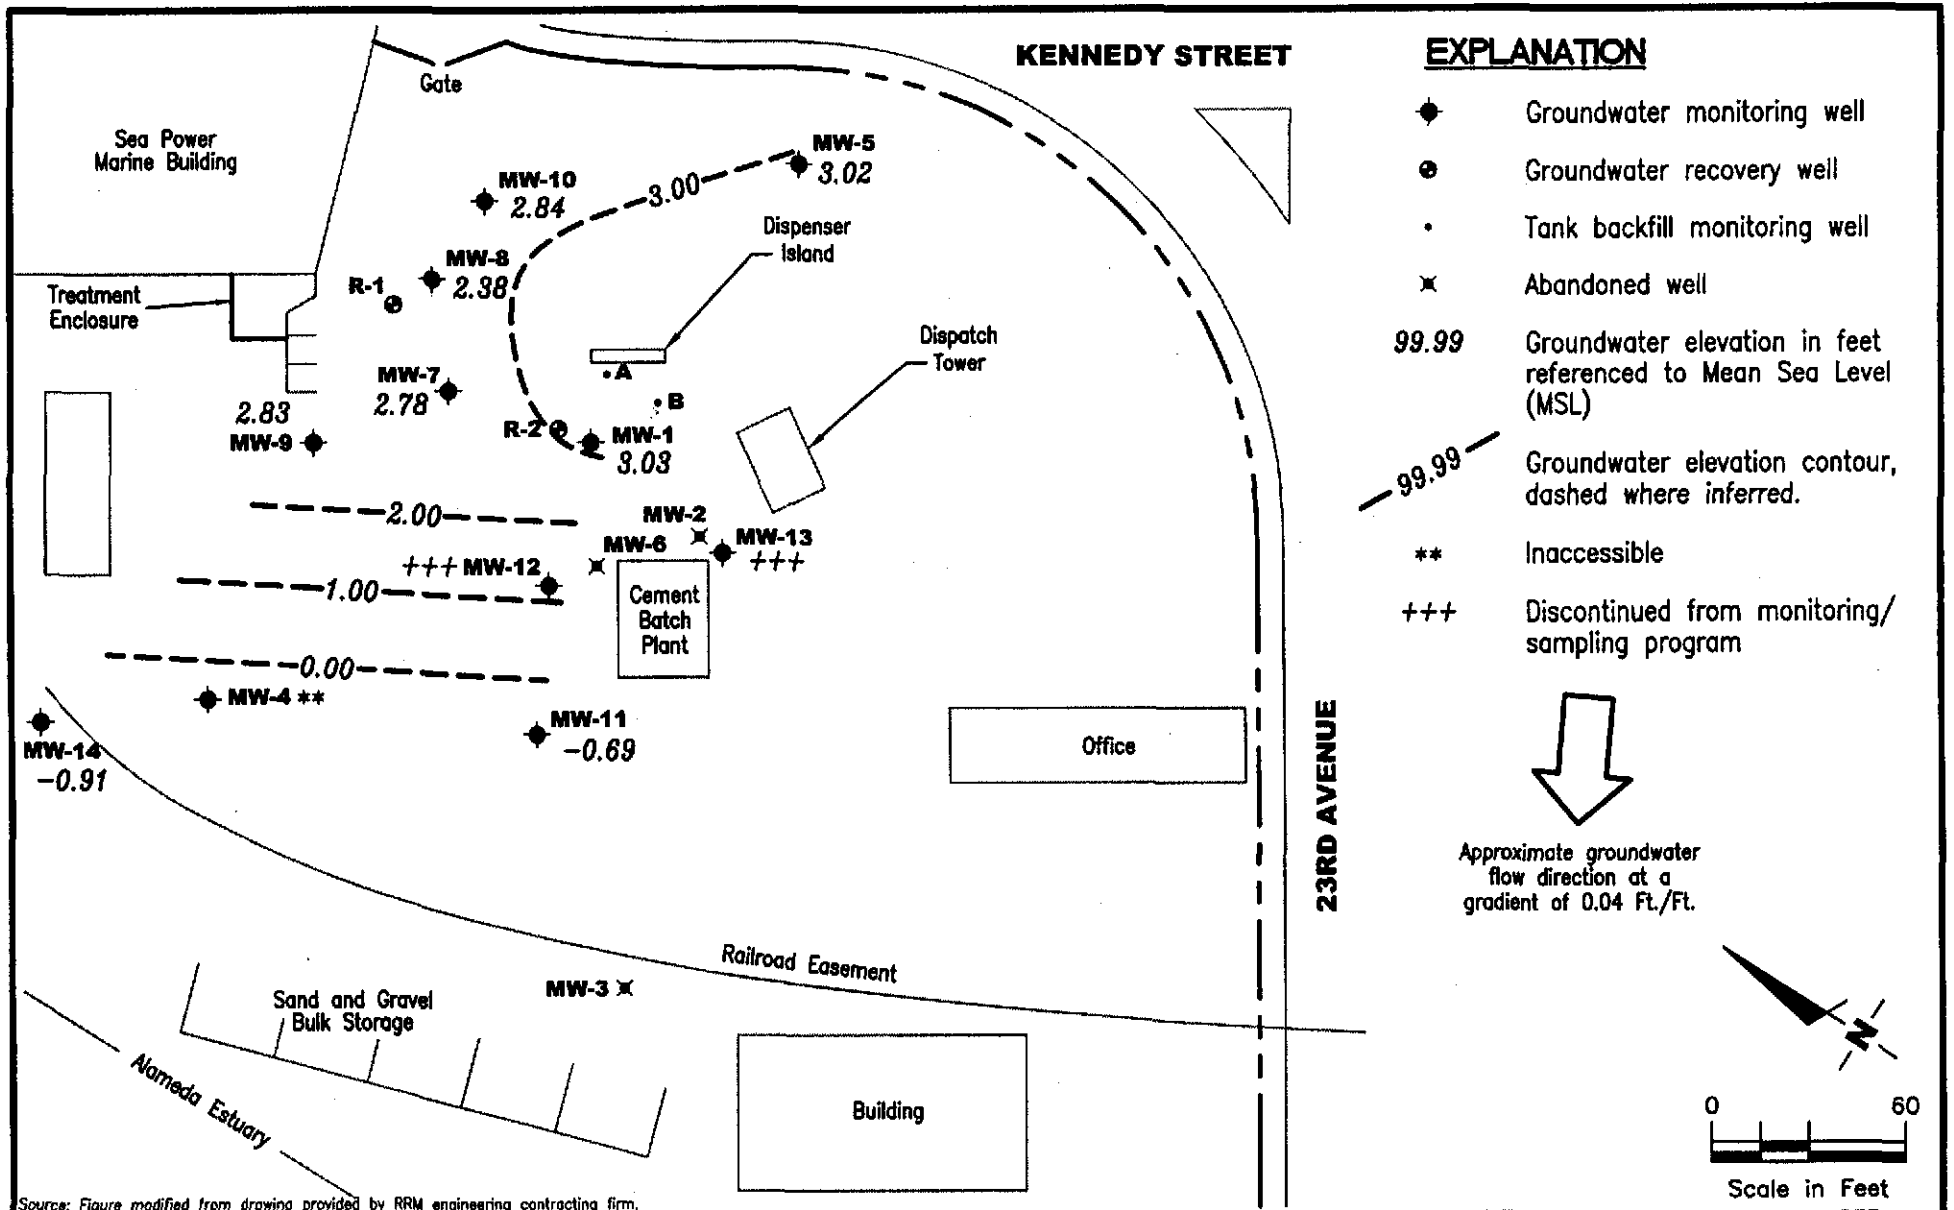 KENNEDY STREET
Gate
Sea Power
Marine Building
MW-5
3.02
MW-10
2.84
3.00
Dispenser
Island
MW-8
2.38
R-1
Treatment
Enclosure
Dispatch
Tower
A
B
MW-7
2.78
2.83
MW-9
R-2
MW-1
3.03
2.00
MW-2
MW-6
MW-13
+++
+++ MW-12
1.00
Cement
Batch
Plant
0.00
MW-4 **
MW-11
-0.69
MW-14
-0.91
Office
23RD AVENUE
Railroad Easement
MW-3
Sand and Gravel
Bulk Storage
Alameda Estuary
Building
Source: Figure modified from drawing provided by RRM engineering contracting firm.
EXPLANATION
Groundwater monitoring well
Groundwater recovery well
Tank backfill monitoring well
Abandoned well
99.99 Groundwater elevation in feet
referenced to Mean Sea Level
(MSL)
99.99 Groundwater elevation contour,
dashed where inferred.
** Inaccessible
+++ Discontinued from monitoring/
sampling program
Approximate groundwater
flow direction at a
gradient of 0.04 Ft./Ft.
N
0 60
Scale in Feet